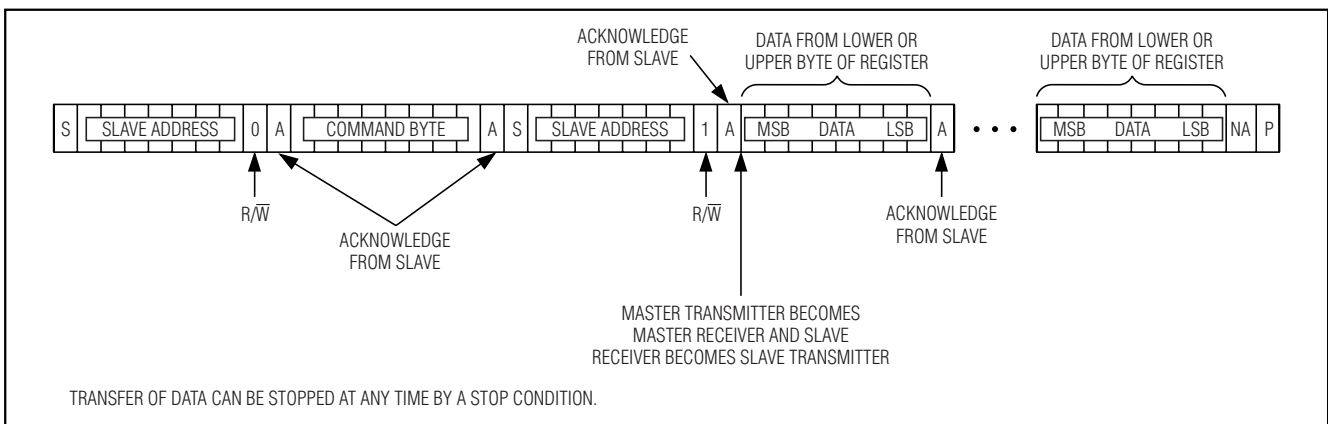 ACKNOWLEDGE
FROM SLAVE
DATA FROM LOWER OR
UPPER BYTE OF REGISTER
DATA FROM LOWER OR
UPPER BYTE OF REGISTER
S SLAVE ADDRESS 0 A COMMAND BYTE A S SLAVE ADDRESS 1 A MSB DATA LSB A • • • MSB DATA LSB NA P
R/W̅
ACKNOWLEDGE
FROM SLAVE
R/W̅
ACKNOWLEDGE
FROM SLAVE
MASTER TRANSMITTER BECOMES
MASTER RECEIVER AND SLAVE
RECEIVER BECOMES SLAVE TRANSMITTER
TRANSFER OF DATA CAN BE STOPPED AT ANY TIME BY A STOP CONDITION.